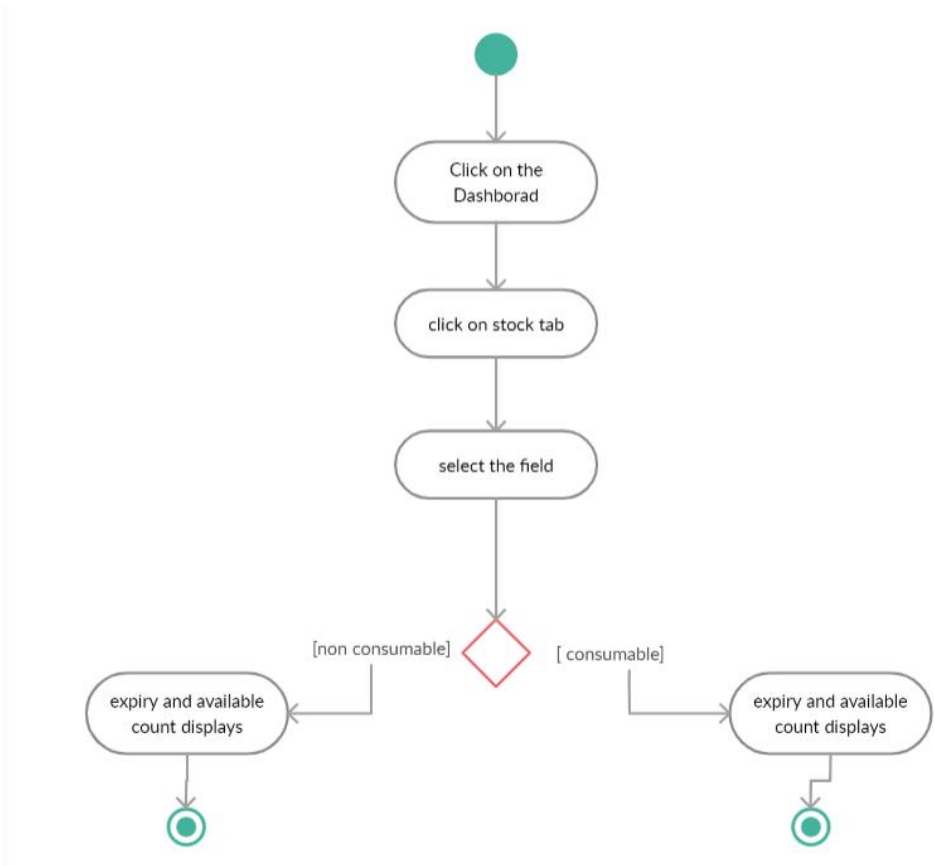 Click on the
Dashborad
click on stock tab
select the field
[non consumable]
[ consumable]
expiry and available
count displays
expiry and available
count displays